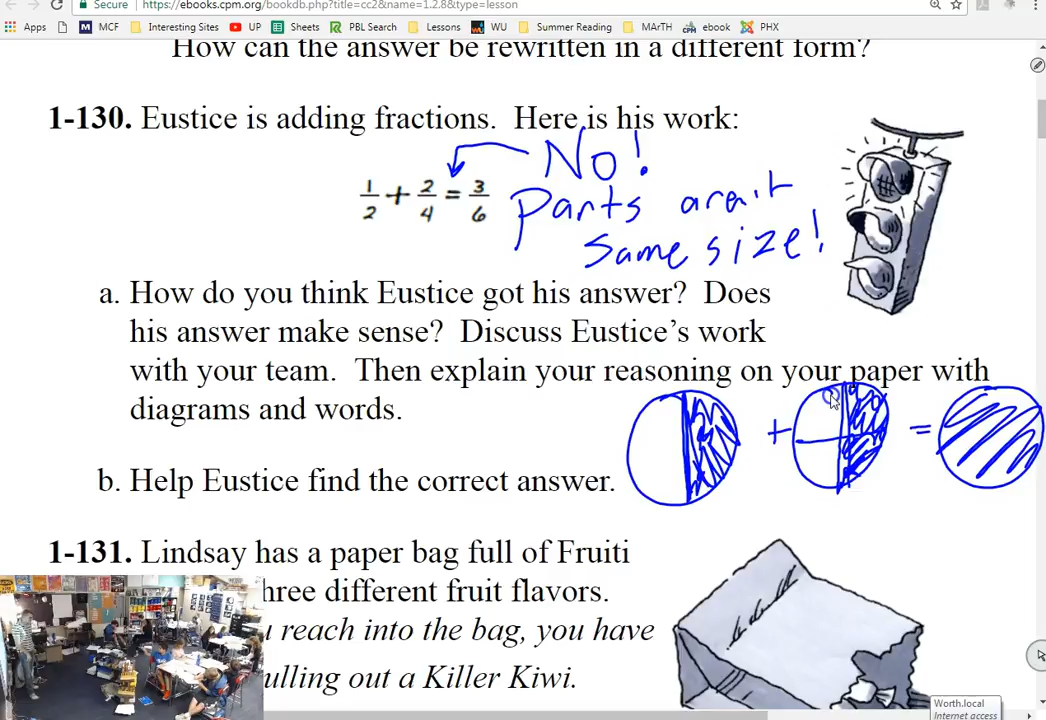 Secure https://ebooks.cpm.org/bookdb.php?title=cc2&name=1.2.8&type=lesson
Apps MCF Interesting Sites UP Sheets PBL Search Lessons WU Summer Reading MArTH ebook PHX
How can the answer be rewritten in a different form?
1-130. Eustice is adding fractions. Here is his work:
No!
1/2 + 2/4 = 3/6
Parts aren't
same size!
a. How do you think Eustice got his answer? Does
his answer make sense? Discuss Eustice's work
with your team. Then explain your reasoning on your paper with
diagrams and words.
+ =
b. Help Eustice find the correct answer.
1-131. Lindsay has a paper bag full of Fruiti
hree different fruit flavors.
u reach into the bag, you have
ulling out a Killer Kiwi.
Worth.local
Internet access